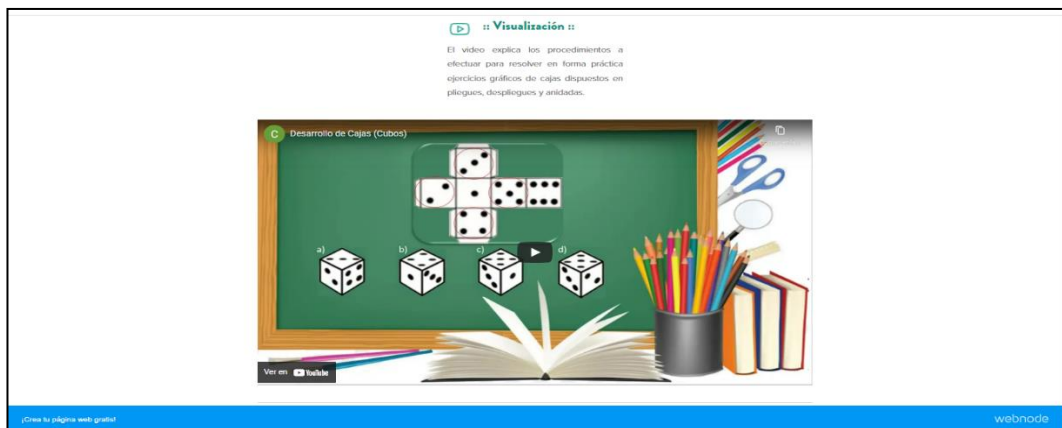 :: Visualización ::
El video explica los procedimientos a
efectuar para resolver en forma práctica
ejercicios gráficos de cajas dispuestos en
pliegues, despliegues y anidadas.
C Desarrollo de Cajas (Cubos)
a) b) c) d)
Ver en YouTube
¡Crea tu página web gratis! webnode